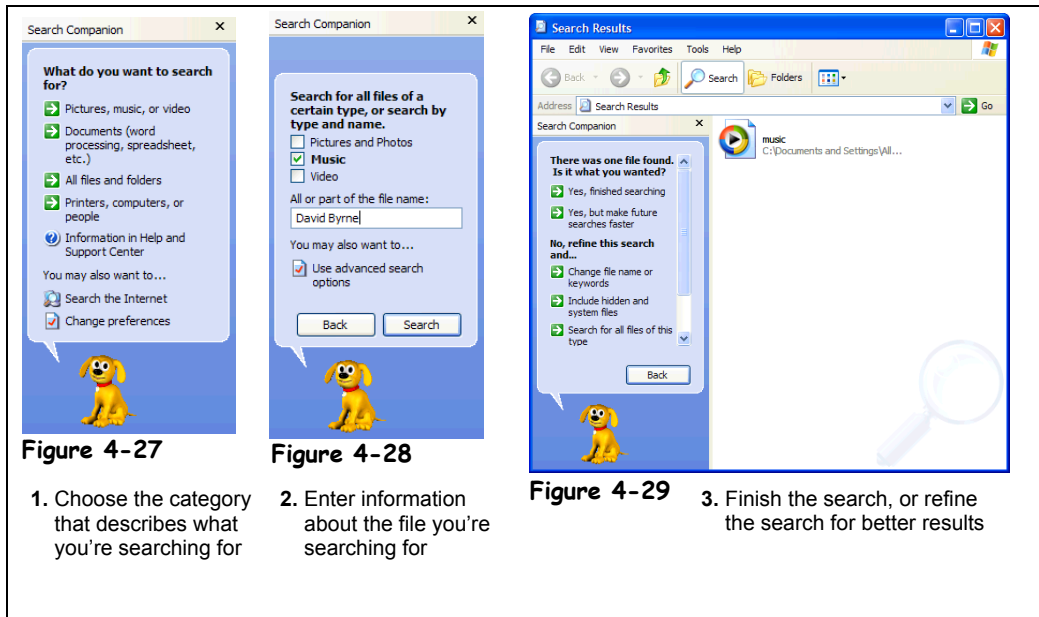 Search Companion
What do you want to search
for?
Pictures, music, or video
Documents (word
processing, spreadsheet,
etc.)
All files and folders
Printers, computers, or
people
Information in Help and
Support Center
You may also want to...
Search the Internet
Change preferences
Figure 4-27
1. Choose the category
that describes what
you're searching for
Search Companion
Search for all files of a
certain type, or search by
type and name.
Pictures and Photos
Music
Video
All or part of the file name:
David Byrne
You may also want to...
Use advanced search
options
Back
Search
Figure 4-28
2. Enter information
about the file you're
searching for
Search Results
File Edit View Favorites Tools Help
Back Search Folders
Address Search Results Go
Search Companion
There was one file found.
Is it what you wanted?
Yes, finished searching
Yes, but make future
searches faster
No, refine this search
and...
Change file name or
keywords
Include hidden and
system files
Search for all files of this
type
Back
music
C:\Documents and Settings\All...
Figure 4-29
3. Finish the search, or refine
the search for better results